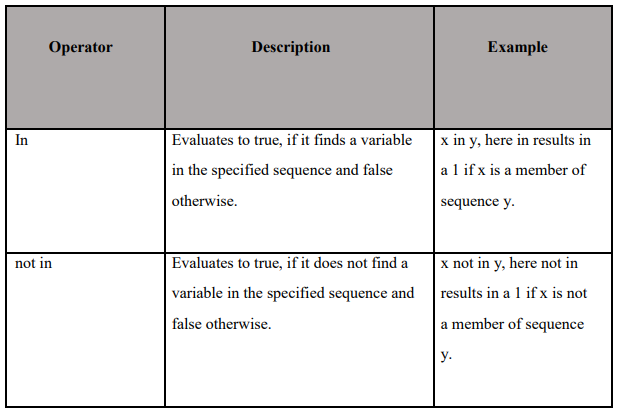 Operator
Description
Example
In
Evaluates to true, if it finds a variable
in the specified sequence and false
otherwise.
x in y, here in results in
a 1 if x is a member of
sequence y.
not in
Evaluates to true, if it does not find a
variable in the specified sequence and
false otherwise.
x not in y, here not in
results in a 1 if x is not
a member of sequence
y.